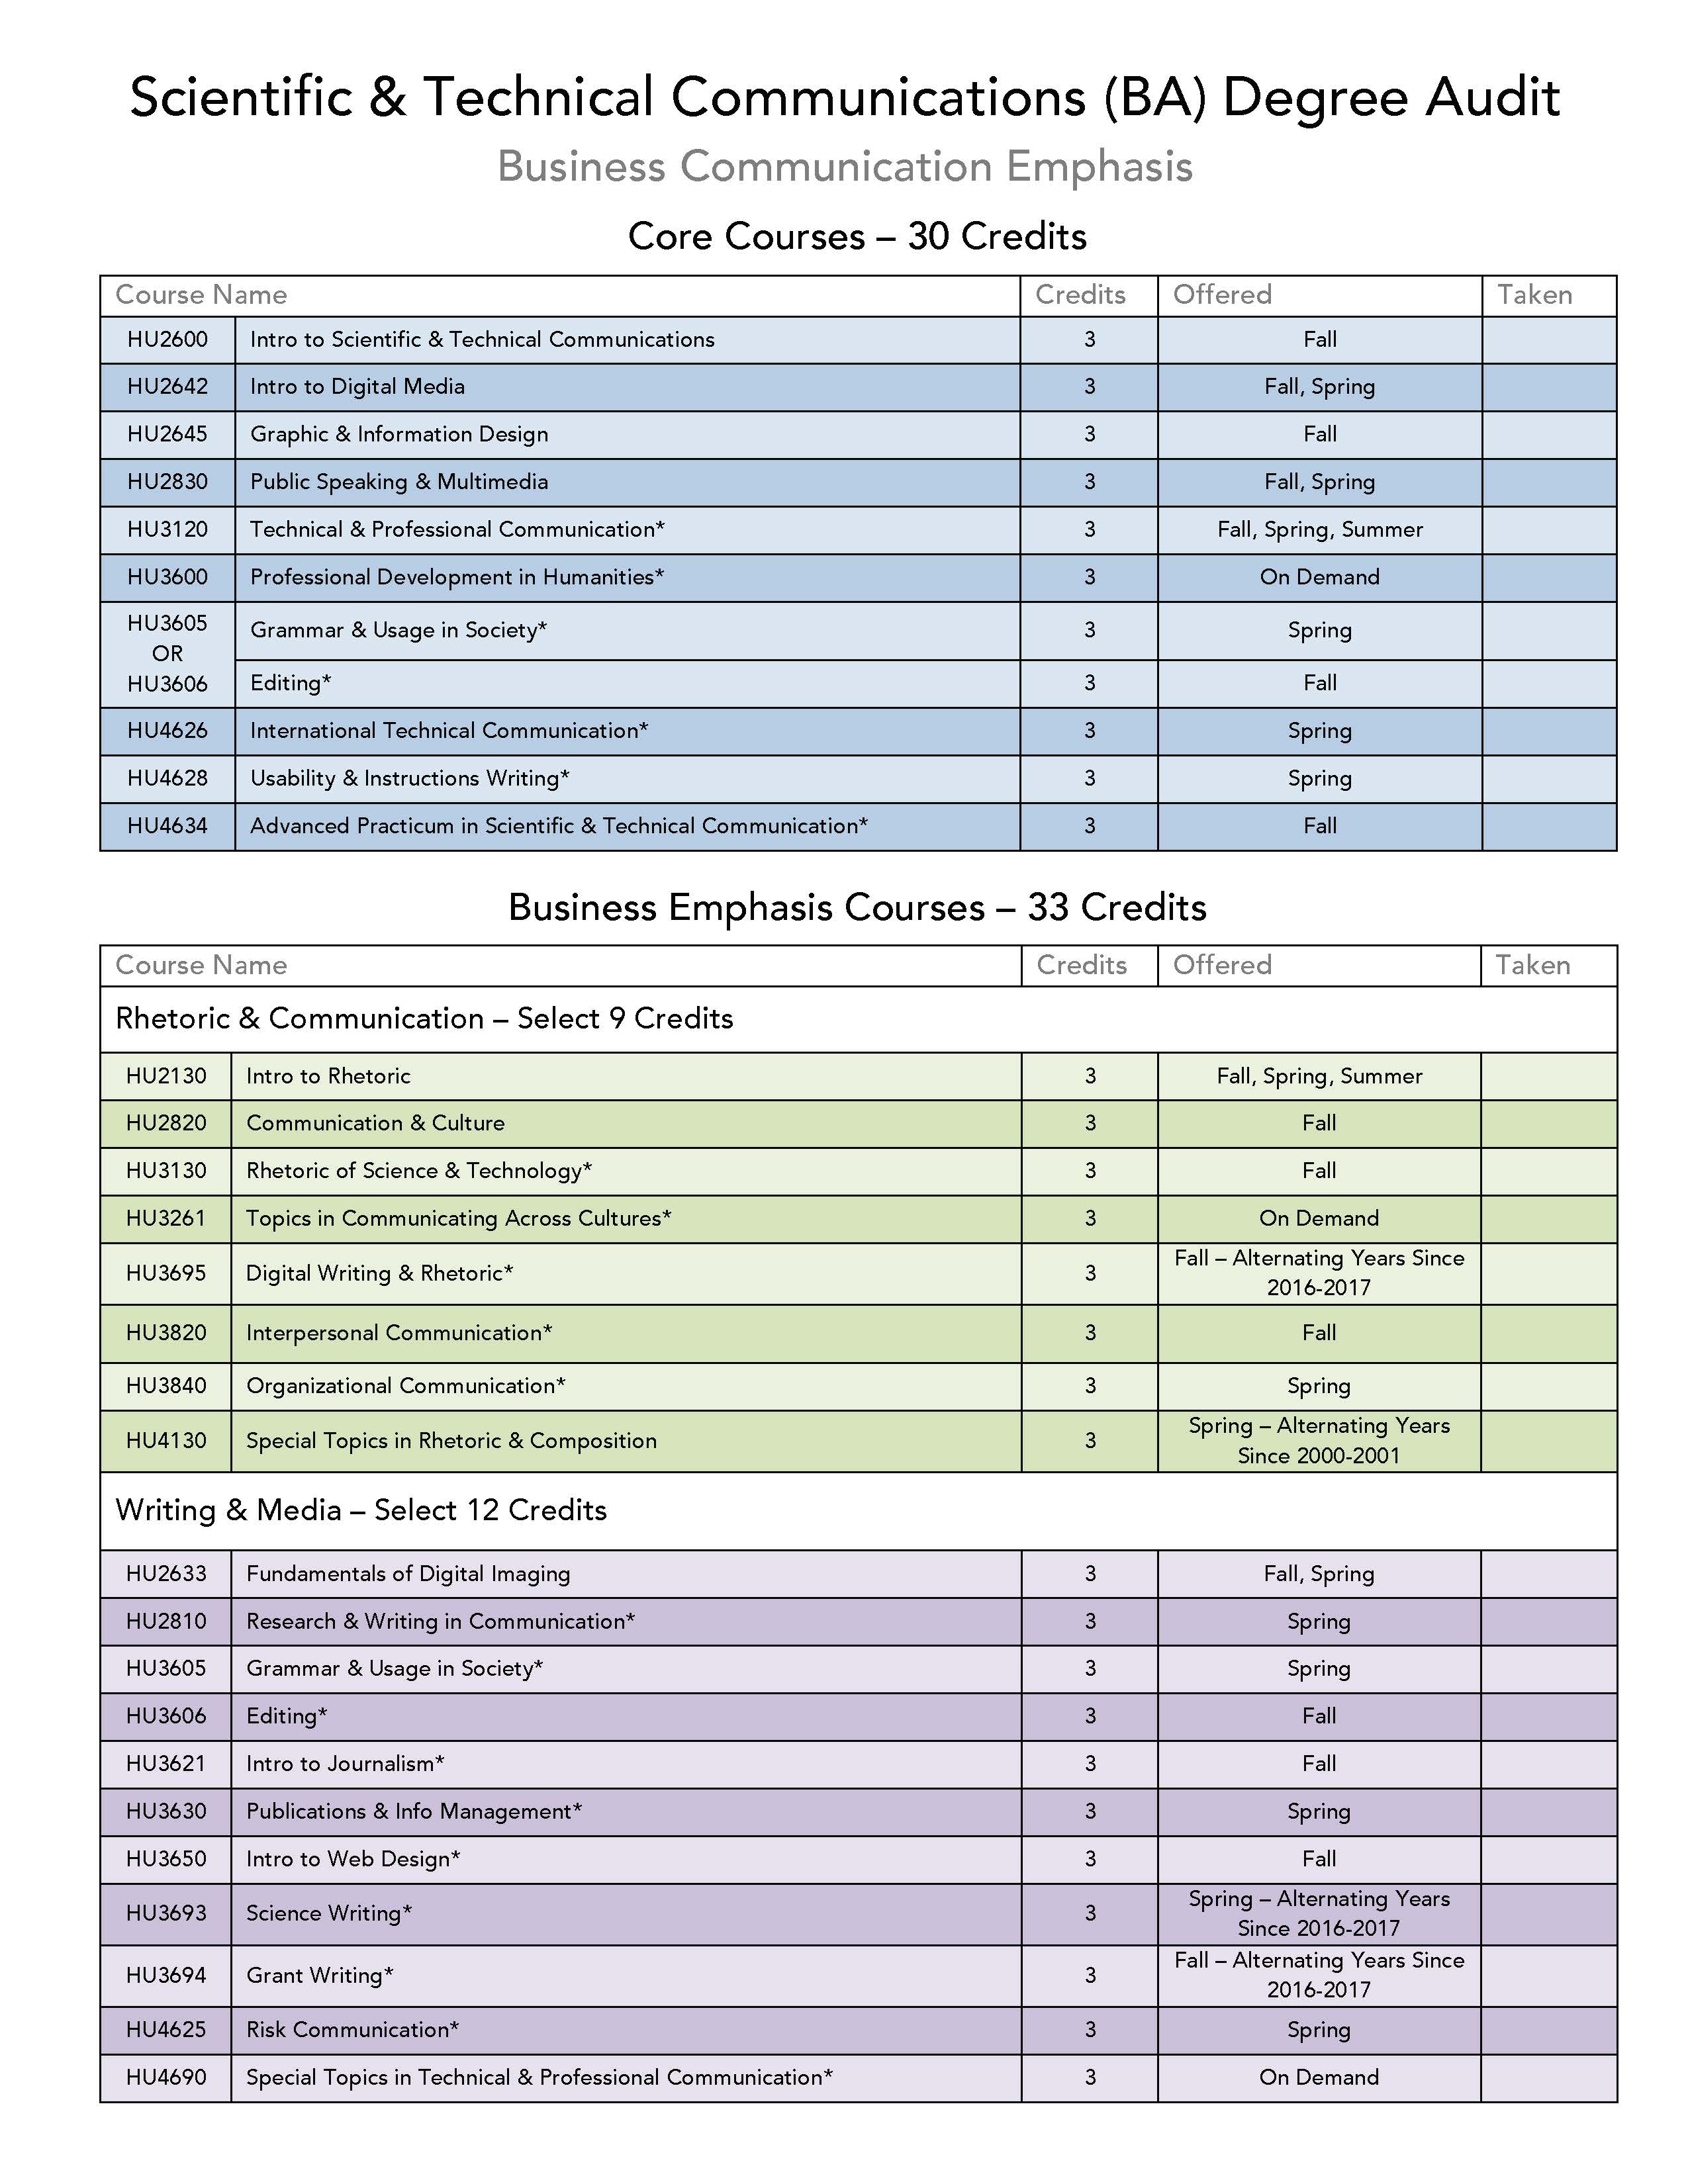 Scientific & Technical Communications (BA) Degree Audit
Business Communication Emphasis
Core Courses – 30 Credits
Course Name Credits Offered Taken
HU2600 Intro to Scientific & Technical Communications 3 Fall
HU2642 Intro to Digital Media 3 Fall, Spring
HU2645 Graphic & Information Design 3 Fall
HU2830 Public Speaking & Multimedia 3 Fall, Spring
HU3120 Technical & Professional Communication* 3 Fall, Spring, Summer
HU3600 Professional Development in Humanities* 3 On Demand
HU3605 Grammar & Usage in Society* 3 Spring
OR
HU3606 Editing* 3 Fall
HU4626 International Technical Communication* 3 Spring
HU4628 Usability & Instructions Writing* 3 Spring
HU4634 Advanced Practicum in Scientific & Technical Communication* 3 Fall
Business Emphasis Courses – 33 Credits
Course Name Credits Offered Taken
Rhetoric & Communication – Select 9 Credits
HU2130 Intro to Rhetoric 3 Fall, Spring, Summer
HU2820 Communication & Culture 3 Fall
HU3130 Rhetoric of Science & Technology* 3 Fall
HU3261 Topics in Communicating Across Cultures* 3 On Demand
HU3695 Digital Writing & Rhetoric* 3 Fall – Alternating Years Since
2016-2017
HU3820 Interpersonal Communication* 3 Fall
HU3840 Organizational Communication* 3 Spring
HU4130 Special Topics in Rhetoric & Composition 3 Spring – Alternating Years
Since 2000-2001
Writing & Media – Select 12 Credits
HU2633 Fundamentals of Digital Imaging 3 Fall, Spring
HU2810 Research & Writing in Communication* 3 Spring
HU3605 Grammar & Usage in Society* 3 Spring
HU3606 Editing* 3 Fall
HU3621 Intro to Journalism* 3 Fall
HU3630 Publications & Info Management* 3 Spring
HU3650 Intro to Web Design* 3 Fall
HU3693 Science Writing* 3 Spring – Alternating Years
Since 2016-2017
HU3694 Grant Writing* 3 Fall – Alternating Years Since
2016-2017
HU4625 Risk Communication* 3 Spring
HU4690 Special Topics in Technical & Professional Communication* 3 On Demand